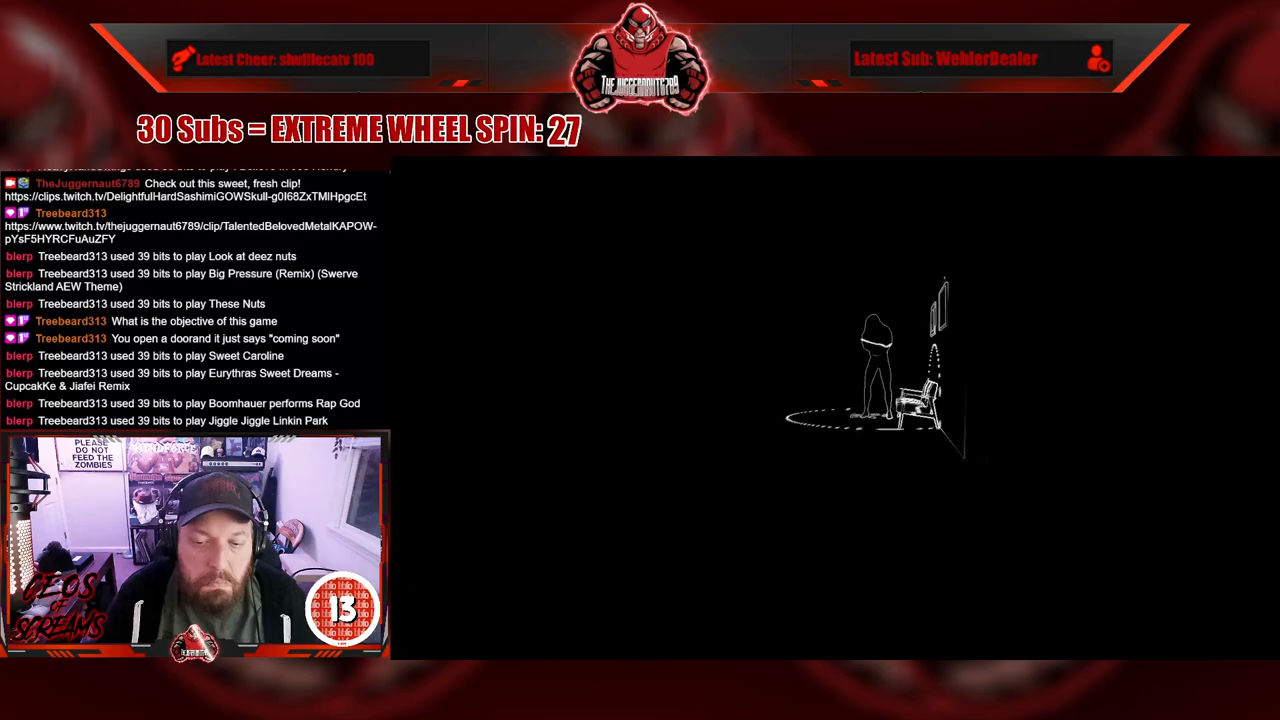 Latest Cheer: shufflecatv 100
THEJUGGERNAUT6789
Latest Sub: WehlerDealer
30 Subs = EXTREME WHEEL SPIN: 27
TheJuggernaut6789 Check out this sweet, fresh clip!
https://clips.twitch.tv/DelightfulHardSashimiGOWSkull-g0I68ZxTMIHpgcEt
Treebeard313
https://www.twitch.tv/thejuggernaut6789/clip/TalentedBelovedMetalKAPOW-
pYsF5HYRCFuAuZFY
blerp Treebeard313 used 39 bits to play Look at deez nuts
blerp Treebeard313 used 39 bits to play Big Pressure (Remix) (Swerve
Strickland AEW Theme)
blerp Treebeard313 used 39 bits to play These Nuts
Treebeard313 What is the objective of this game
Treebeard313 You open a doorand it just says "coming soon"
blerp Treebeard313 used 39 bits to play Sweet Caroline
blerp Treebeard313 used 39 bits to play Eurythras Sweet Dreams -
CupcakKe & Jiafei Remix
blerp Treebeard313 used 39 bits to play Boomhauer performs Rap God
blerp Treebeard313 used 39 bits to play Jiggle Jiggle Linkin Park
PLEASE
DO NOT
FEED THE
ZOMBIES
CEOS
OF
SCREAMS
13